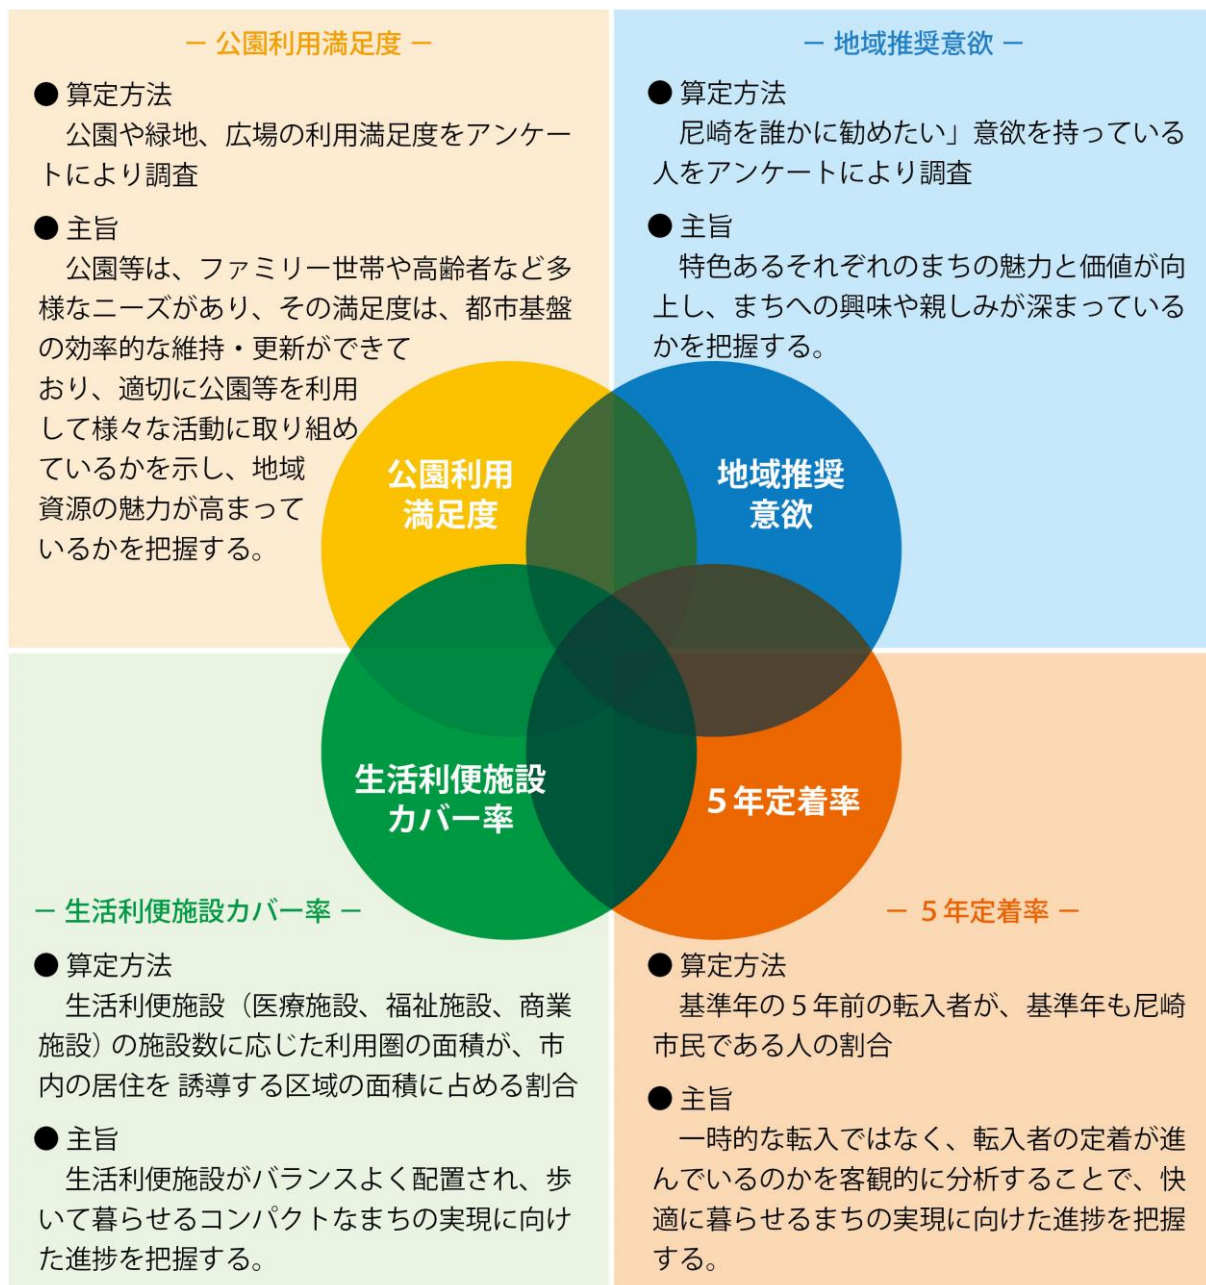 － 公園利用満足度 －
● 算定方法
公園や緑地、広場の利用満足度をアンケー
トにより調査
● 主旨
公園等は、ファミリー世帯や高齢者など多
様なニーズがあり、その満足度は、都市基盤
の効率的な維持・更新ができて
おり、適切に公園等を利用
して様々な活動に取り組め
ているかを示し、地域
資源の魅力が高まって
いるかを把握する。
－ 地域推奨意欲 －
● 算定方法
尼崎を誰かに勧めたい」意欲を持っている
人をアンケートにより調査
● 主旨
特色あるそれぞれのまちの魅力と価値が向
上し、まちへの興味や親しみが深まっている
かを把握する。
公園利用
満足度
地域推奨
意欲
生活利便施設
カバー率
５年定着率
－ 生活利便施設カバー率 －
● 算定方法
生活利便施設（医療施設、福祉施設、商業
施設）の施設数に応じた利用圏の面積が、市
内の居住を 誘導する区域の面積に占める割合
● 主旨
生活利便施設がバランスよく配置され、歩
いて暮らせるコンパクトなまちの実現に向け
た進捗を把握する。
－ ５年定着率 －
● 算定方法
基準年の５年前の転入者が、基準年も尼崎
市民である人の割合
● 主旨
一時的な転入ではなく、転入者の定着が進
んでいるのかを客観的に分析することで、快
適に暮らせるまちの実現に向けた進捗を把握
する。